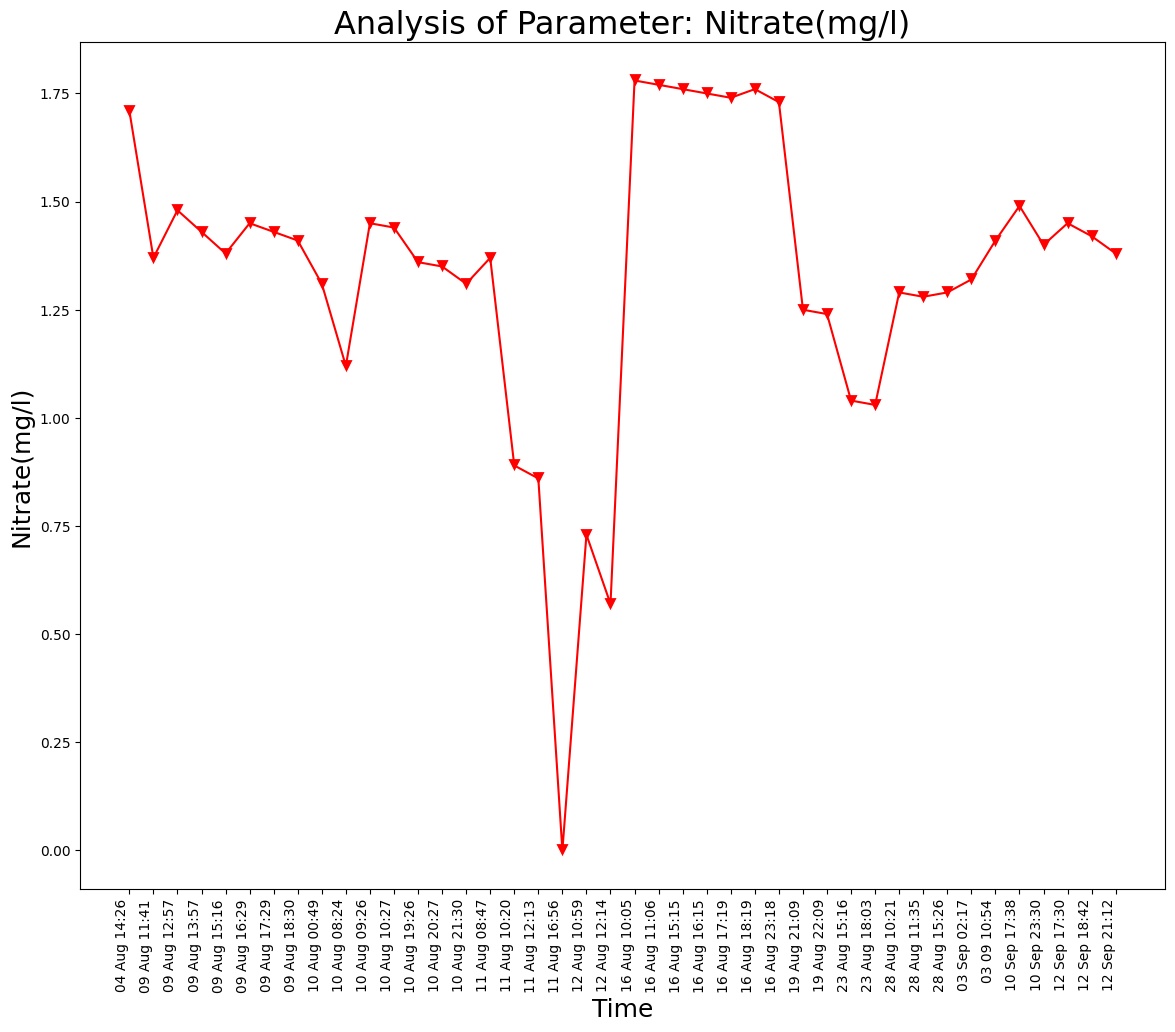 Analysis of Parameter: Nitrate(mg/l)
Nitrate(mg/l)
1.75
1.50
1.25
1.00
0.75
0.50
0.25
0.00
04 Aug 14:26
09 Aug 11:41
09 Aug 12:57
09 Aug 13:57
09 Aug 15:16
09 Aug 16:29
09 Aug 17:29
09 Aug 18:30
10 Aug 00:49
10 Aug 08:24
10 Aug 09:26
10 Aug 10:27
10 Aug 19:26
10 Aug 20:27
10 Aug 21:30
11 Aug 08:47
11 Aug 10:20
11 Aug 12:13
11 Aug 16:56
12 Aug 10:59
12 Aug 12:14
16 Aug 10:05
16 Aug 11:06
16 Aug 15:15
16 Aug 16:15
16 Aug 17:19
16 Aug 18:19
16 Aug 23:18
19 Aug 21:09
19 Aug 22:09
23 Aug 15:16
23 Aug 18:03
28 Aug 10:21
28 Aug 11:35
28 Aug 15:26
03 Sep 02:17
03 09 10:54
10 Sep 17:38
10 Sep 23:30
12 Sep 17:30
12 Sep 18:42
12 Sep 21:12
Time